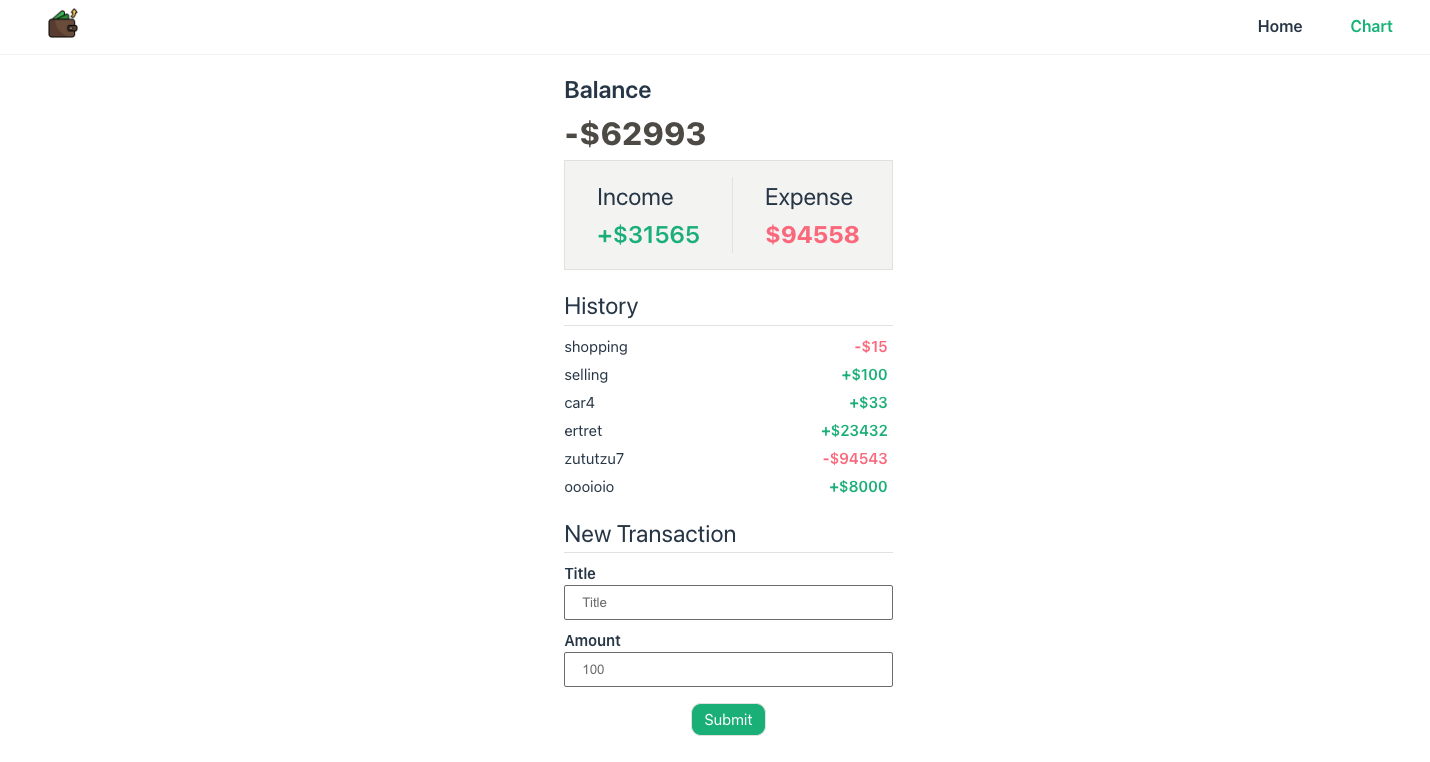 Home Chart
Balance
-$62993
Income Expense
+$31565 $94558
History
shopping -$15
selling +$100
car4 +$33
ertret +$23432
zututzu7 -$94543
oooioio +$8000
New Transaction
Title
Title
Amount
100
Submit